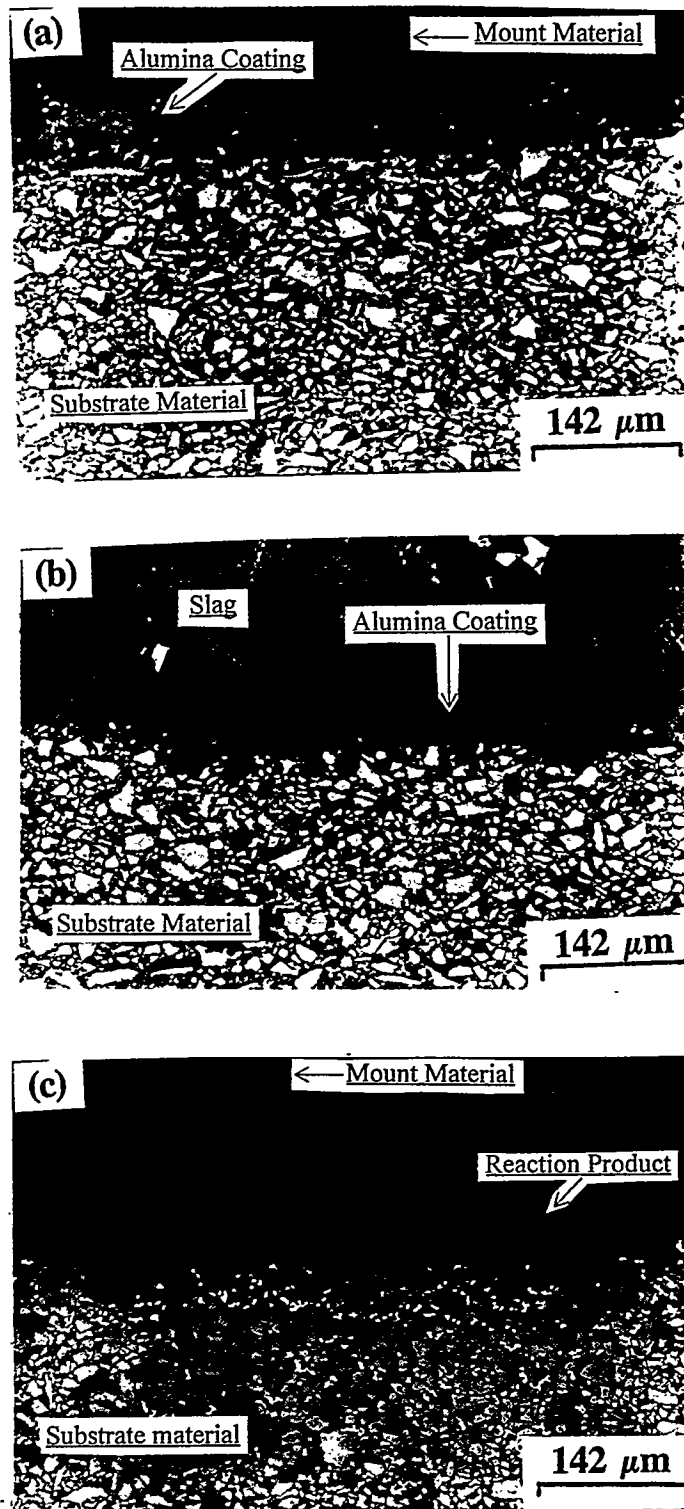 (a)
Mount Material
Alumina Coating
Substrate Material
142 μm
(b)
Slag
Alumina Coating
Substrate Material
142 μm
(c)
Mount Material
Reaction Product
Substrate material
142 μm